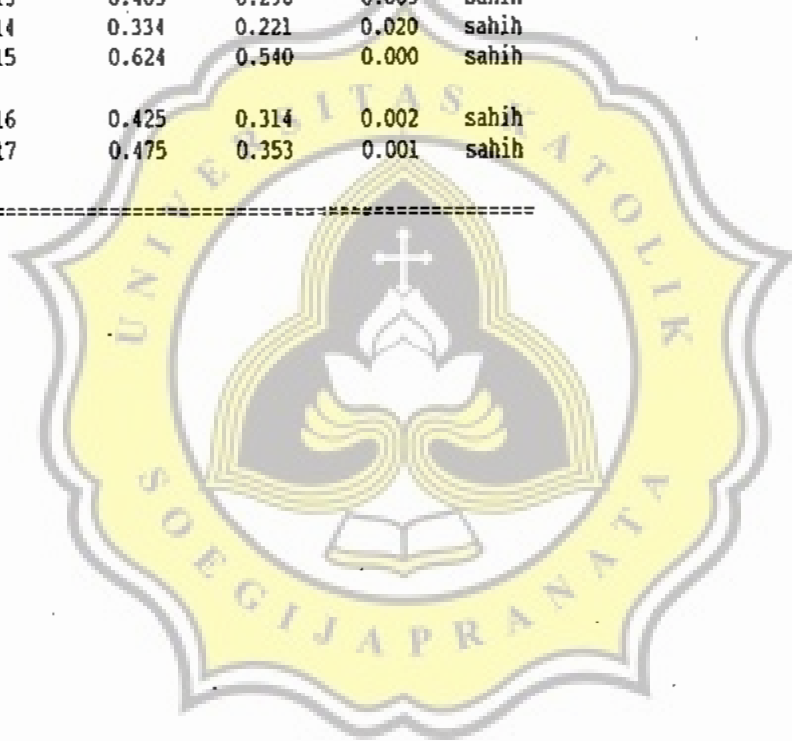 14 0.334 0.221 0.020 sahih
15 0.624 0.540 0.000 sahih
16 0.425 0.314 0.002 sahih
17 0.475 0.353 0.001 sahih
==================================================
UNIVERSITAS KATOLIK
SOEGIJAPRANATA